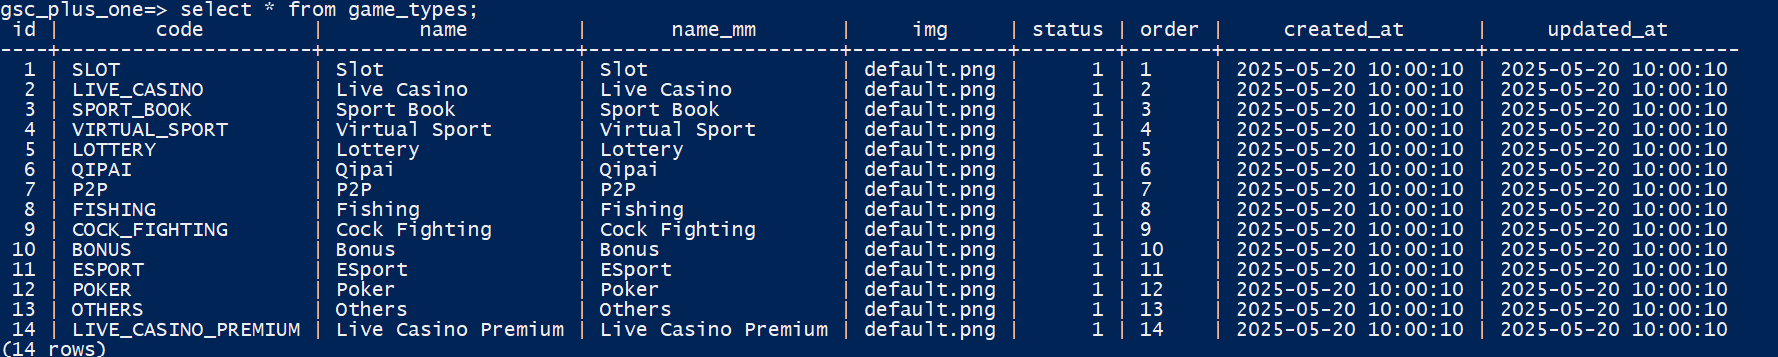 gsc_plus_one=> select * from game_types;
 id |        code         |        name         |       name_mm       |     img     | status | order |     created_at      |     updated_at
----+---------------------+---------------------+---------------------+-------------+--------+-------+---------------------+---------------------
  1 | SLOT                | Slot                | Slot                | default.png |      1 | 1     | 2025-05-20 10:00:10 | 2025-05-20 10:00:10
  2 | LIVE_CASINO         | Live Casino         | Live Casino         | default.png |      1 | 2     | 2025-05-20 10:00:10 | 2025-05-20 10:00:10
  3 | SPORT_BOOK          | Sport Book          | Sport Book          | default.png |      1 | 3     | 2025-05-20 10:00:10 | 2025-05-20 10:00:10
  4 | VIRTUAL_SPORT       | Virtual Sport       | Virtual Sport       | default.png |      1 | 4     | 2025-05-20 10:00:10 | 2025-05-20 10:00:10
  5 | LOTTERY             | Lottery             | Lottery             | default.png |      1 | 5     | 2025-05-20 10:00:10 | 2025-05-20 10:00:10
  6 | QIPAI               | Qipai               | Qipai               | default.png |      1 | 6     | 2025-05-20 10:00:10 | 2025-05-20 10:00:10
  7 | P2P                 | P2P                 | P2P                 | default.png |      1 | 7     | 2025-05-20 10:00:10 | 2025-05-20 10:00:10
  8 | FISHING             | Fishing             | Fishing             | default.png |      1 | 8     | 2025-05-20 10:00:10 | 2025-05-20 10:00:10
  9 | COCK_FIGHTING       | Cock Fighting       | Cock Fighting       | default.png |      1 | 9     | 2025-05-20 10:00:10 | 2025-05-20 10:00:10
 10 | BONUS               | Bonus               | Bonus               | default.png |      1 | 10    | 2025-05-20 10:00:10 | 2025-05-20 10:00:10
 11 | ESPORT              | ESport              | ESport              | default.png |      1 | 11    | 2025-05-20 10:00:10 | 2025-05-20 10:00:10
 12 | POKER               | Poker               | Poker               | default.png |      1 | 12    | 2025-05-20 10:00:10 | 2025-05-20 10:00:10
 13 | OTHERS              | Others              | Others              | default.png |      1 | 13    | 2025-05-20 10:00:10 | 2025-05-20 10:00:10
 14 | LIVE_CASINO_PREMIUM | Live Casino Premium | Live Casino Premium | default.png |      1 | 14    | 2025-05-20 10:00:10 | 2025-05-20 10:00:10
(14 rows)